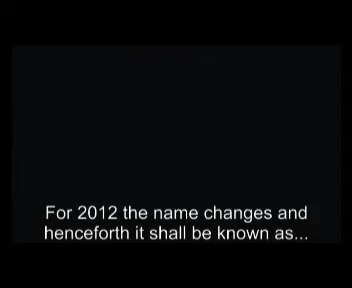 For 2012 the name changes and
henceforth it shall be known as...